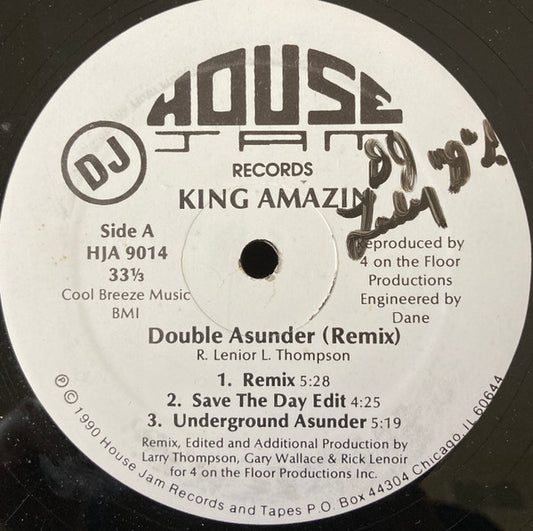 HOUSE
JAM
DJ
RECORDS
KING AMAZIN
Side A
HJA 9014
33⅓
Cool Breeze Music
BMI
Reproduced by
4 on the Floor
Productions
Engineered by
Dane
Double Asunder (Remix)
R. Lenior L. Thompson
1. Remix 5:28
2. Save The Day Edit 4:25
3. Underground Asunder 5:19
Remix, Edited and Additional Production by
Larry Thompson, Gary Wallace & Rick Lenoir
for 4 on the Floor Productions Inc.
℗ © 1990 House Jam Records and Tapes P.O. Box 44304 Chicago, IL 60644